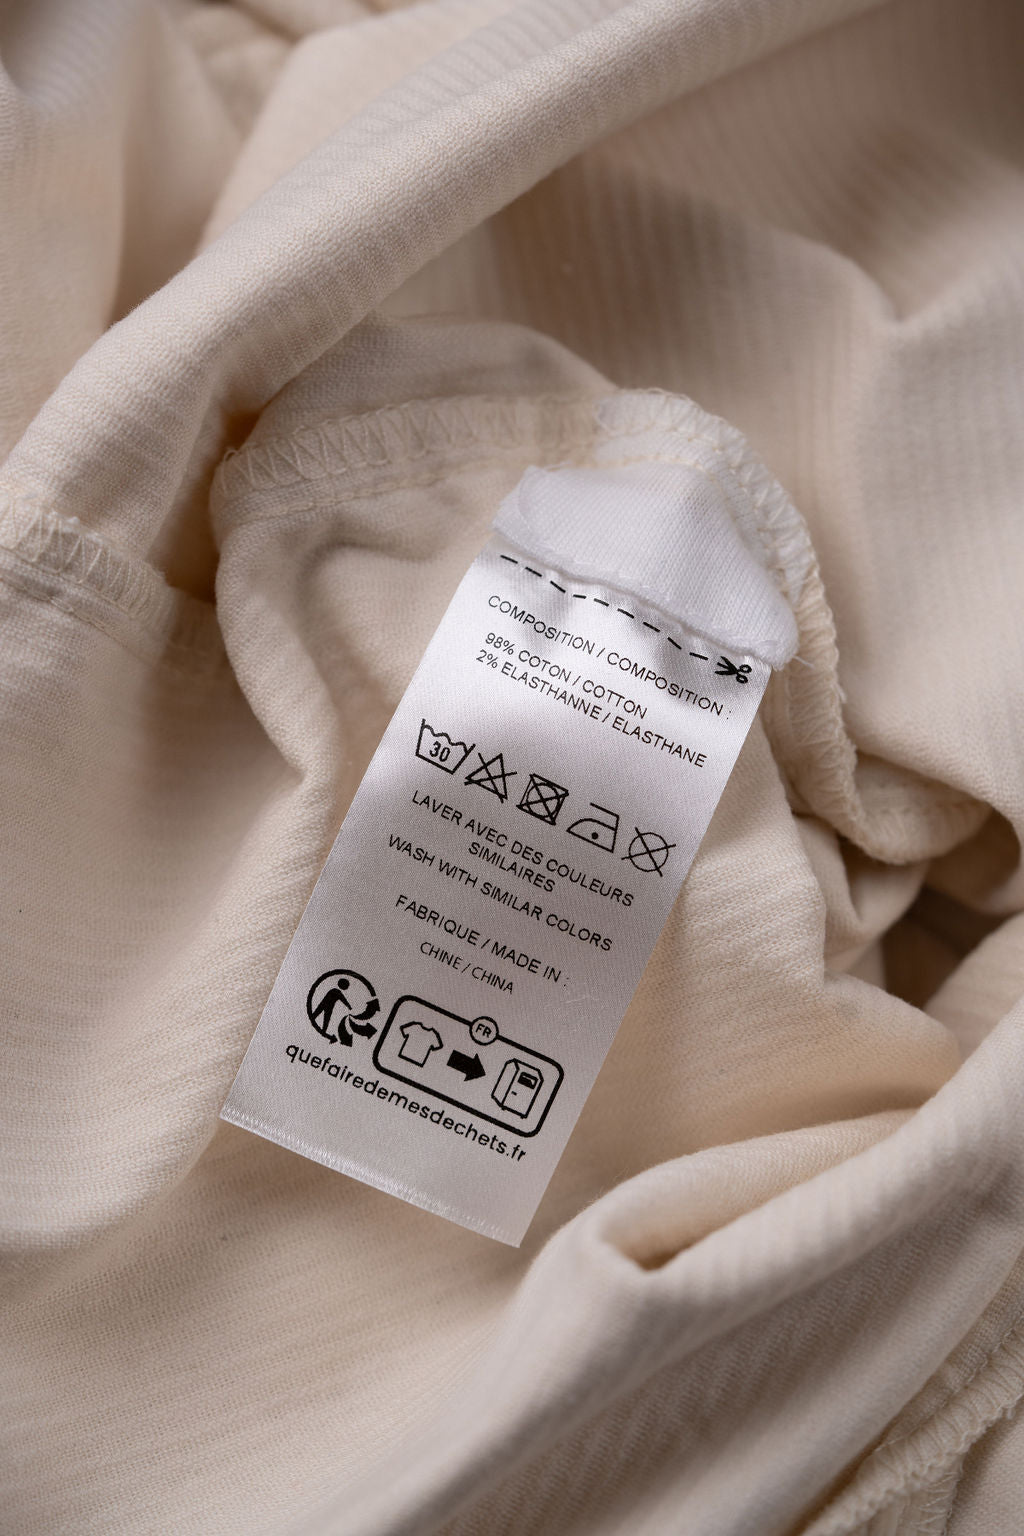 COMPOSITION / COMPOSITION :
98% COTON / COTTON
2% ELASTHANNE / ELASTHANE
30
LAVER AVEC DES COULEURS
SIMILAIRES
WASH WITH SIMILAR COLORS
FABRIQUE / MADE IN :
CHINE / CHINA
FR
quefairedemesdechets.fr